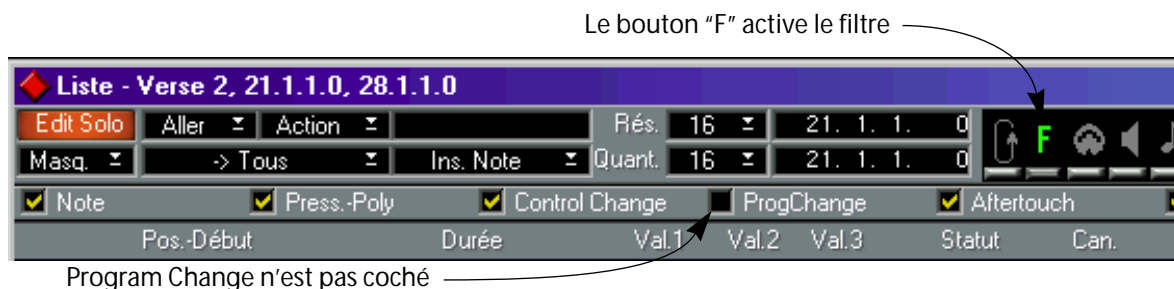 Le bouton “F” active le filtre
Liste - Verse 2, 21.1.1.0, 28.1.1.0
Edit Solo Aller Action Rés. 16 21. 1. 1. 0 F
Masq. -> Tous Ins. Note Quant. 16 21. 1. 1. 0
Note Press.-Poly Control Change ProgChange Aftertouch
Pos.-Début Durée Val.1 Val.2 Val.3 Statut Can.
Program Change n’est pas coché